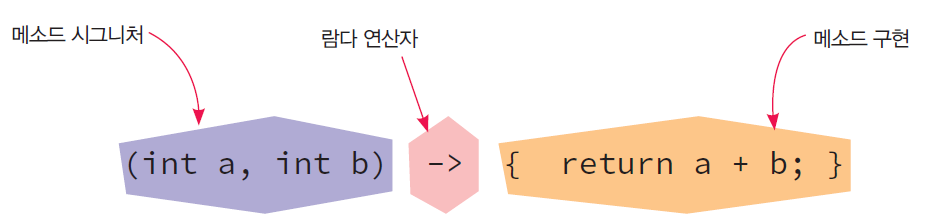 메소드 시그니처
람다 연산자
메소드 구현
(int a, int b) -> { return a + b; }